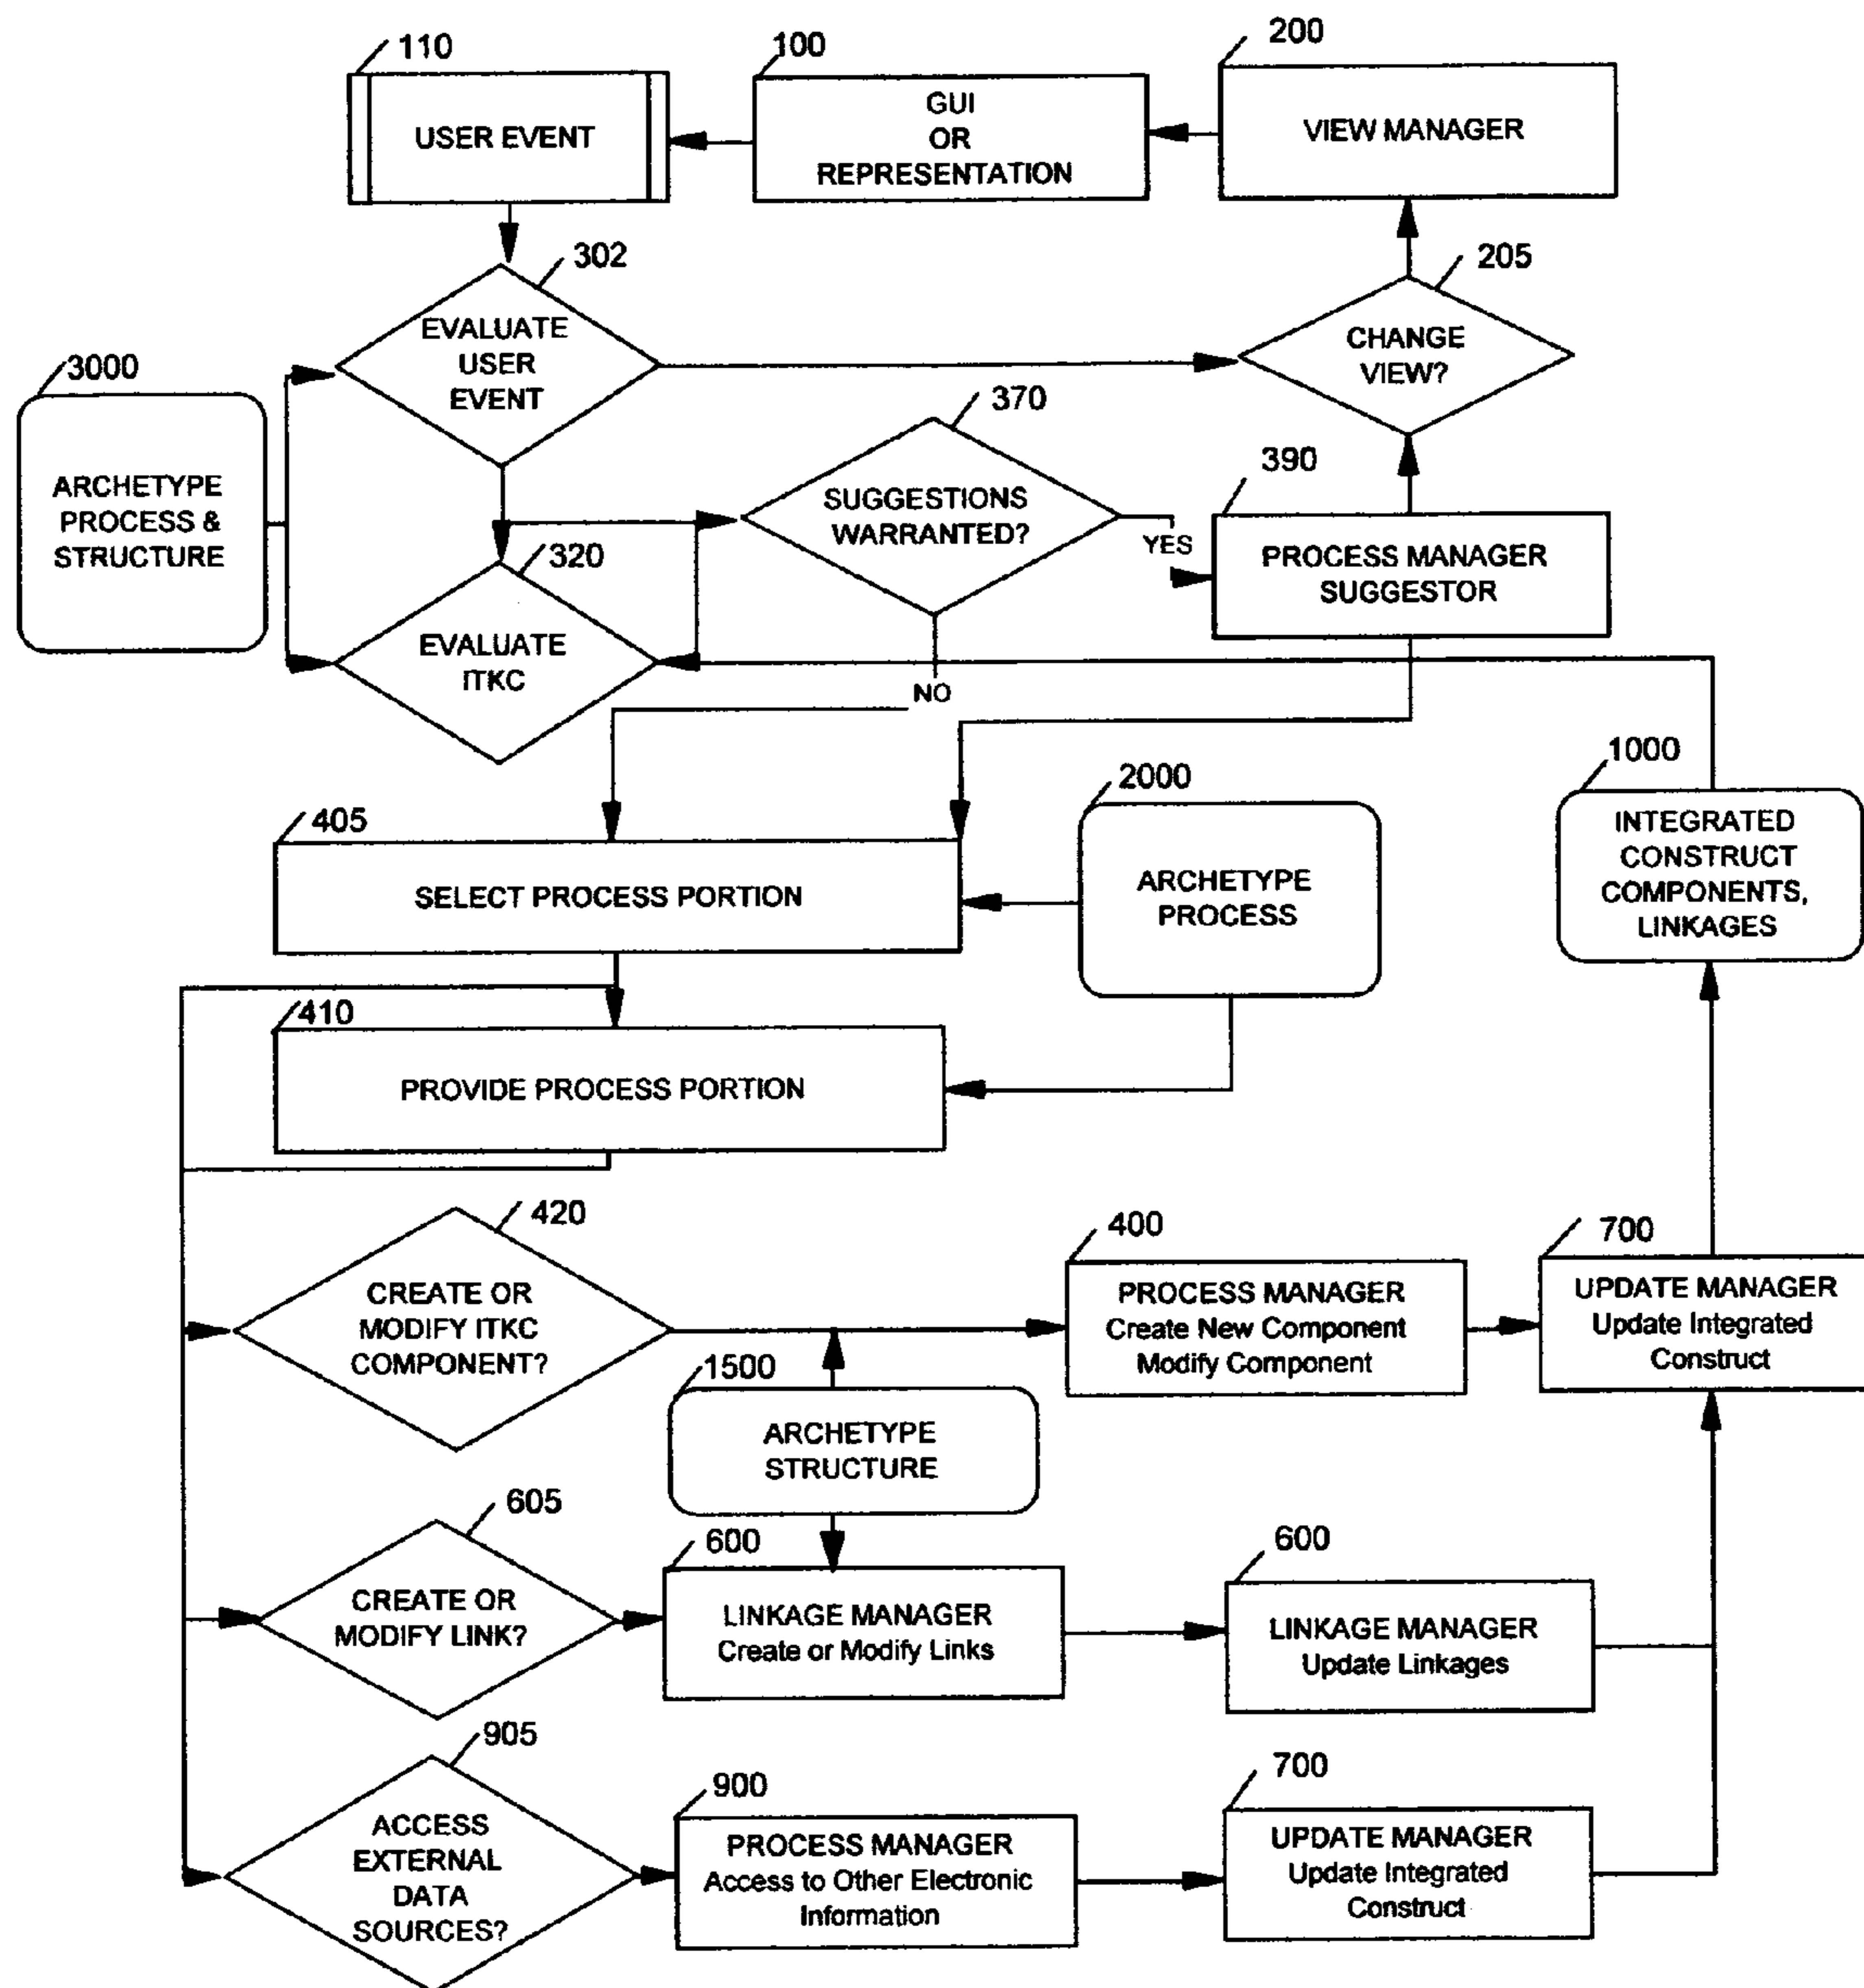 110
100
200
USER EVENT
GUI
OR
REPRESENTATION
VIEW MANAGER
302
205
EVALUATE
USER
EVENT
CHANGE
VIEW?
3000
ARCHETYPE
PROCESS &
STRUCTURE
370
SUGGESTIONS
WARRANTED?
YES
NO
390
PROCESS MANAGER
SUGGESTOR
320
EVALUATE
ITKC
405
SELECT PROCESS PORTION
2000
ARCHETYPE
PROCESS
1000
INTEGRATED
CONSTRUCT
COMPONENTS,
LINKAGES
410
PROVIDE PROCESS PORTION
420
CREATE OR
MODIFY ITKC
COMPONENT?
400
PROCESS MANAGER
Create New Component
Modify Component
700
UPDATE MANAGER
Update Integrated
Construct
1500
ARCHETYPE
STRUCTURE
605
CREATE OR
MODIFY LINK?
600
LINKAGE MANAGER
Create or Modify Links
600
LINKAGE MANAGER
Update Linkages
905
ACCESS
EXTERNAL
DATA
SOURCES?
900
PROCESS MANAGER
Access to Other Electronic
Information
700
UPDATE MANAGER
Update Integrated
Construct